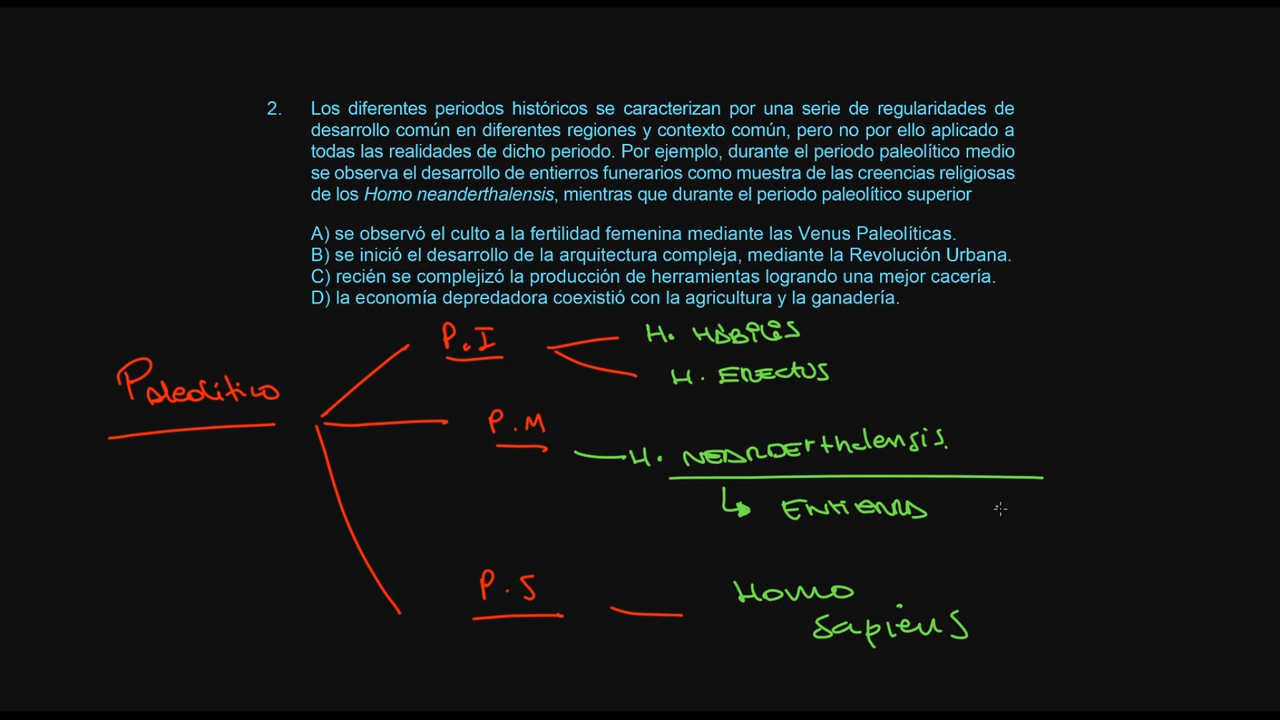 2. Los diferentes periodos históricos se caracterizan por una serie de regularidades de
desarrollo común en diferentes regiones y contexto común, pero no por ello aplicado a
todas las realidades de dicho periodo. Por ejemplo, durante el periodo paleolítico medio
se observa el desarrollo de entierros funerarios como muestra de las creencias religiosas
de los Homo neanderthalensis, mientras que durante el periodo paleolítico superior
A) se observó el culto a la fertilidad femenina mediante las Venus Paleolíticas.
B) se inició el desarrollo de la arquitectura compleja, mediante la Revolución Urbana.
C) recién se complejizó la producción de herramientas logrando una mejor cacería.
D) la economía depredadora coexistió con la agricultura y la ganadería.
P.I
H. HÁBILIS
H. ERECTUS
Paleolítico
P.M
H. NEANDERthalensis.
↳ ENTIERROS
P.S
Homo
sapiens